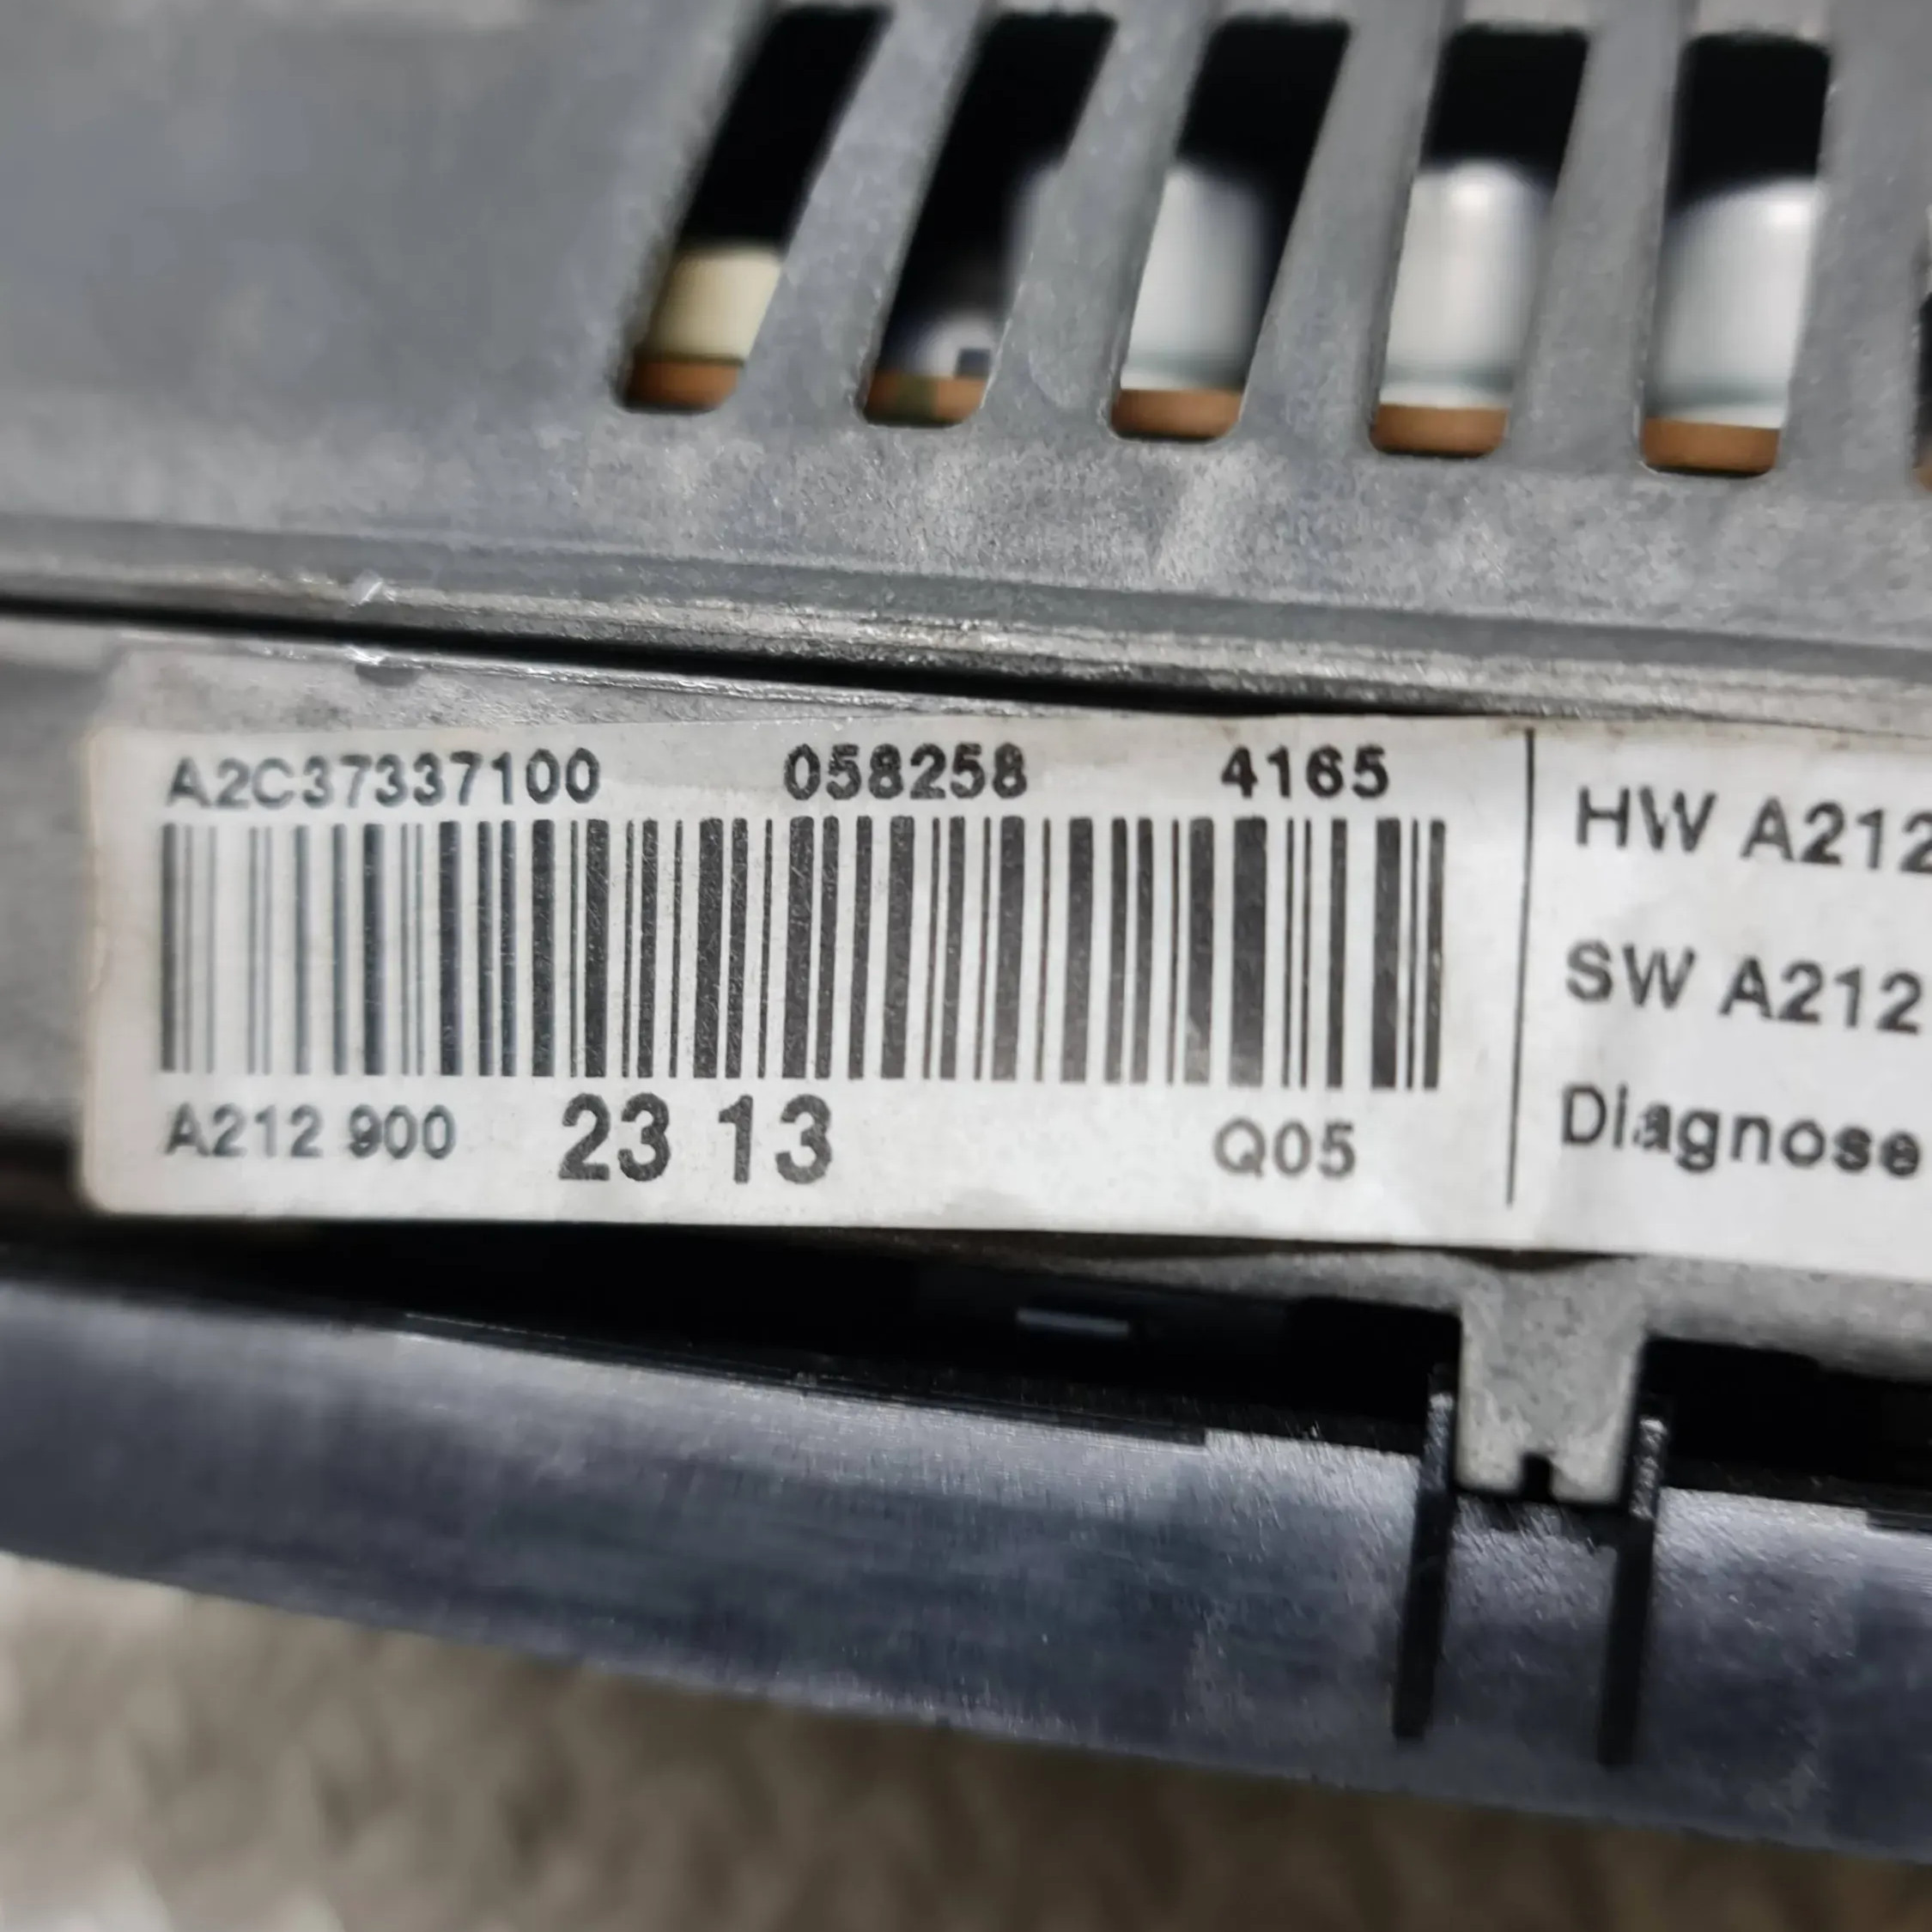 A2C37337100 058258 4165
A212 900 23 13 Q05
HW A212
SW A212
Diagnose